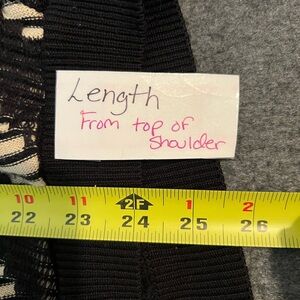 Length
From top of
Shoulder
10 11 2F 1 2
22 23 24 25 26